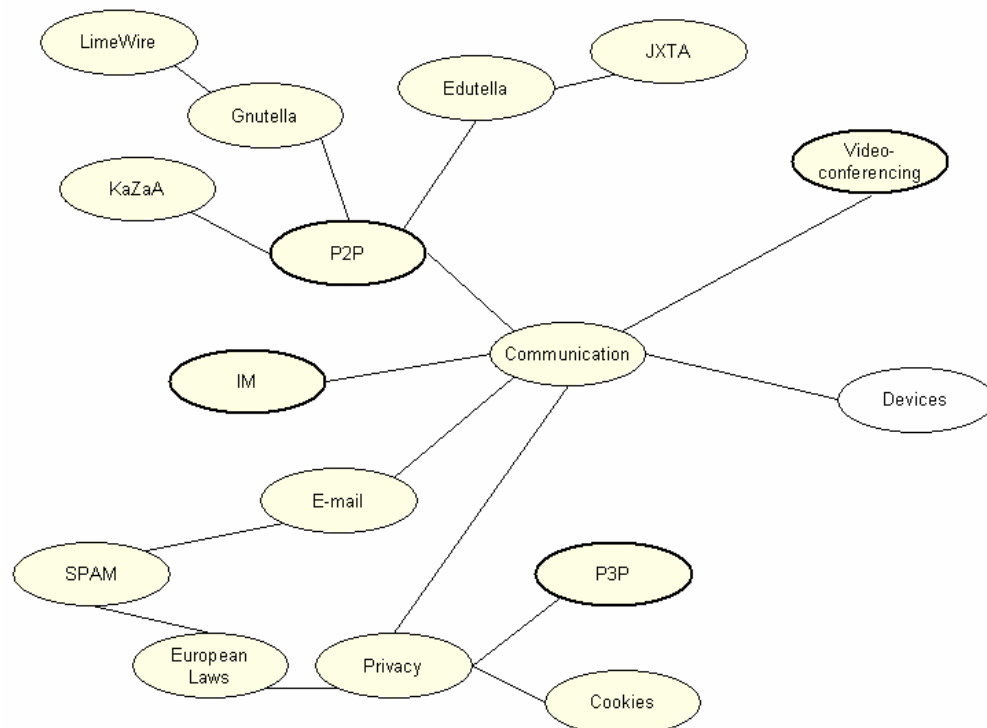 LimeWire
JXTA
Edutella
Gnutella
Video-
conferencing
KaZaA
P2P
Communication
IM
Devices
E-mail
SPAM
P3P
European
Laws
Privacy
Cookies